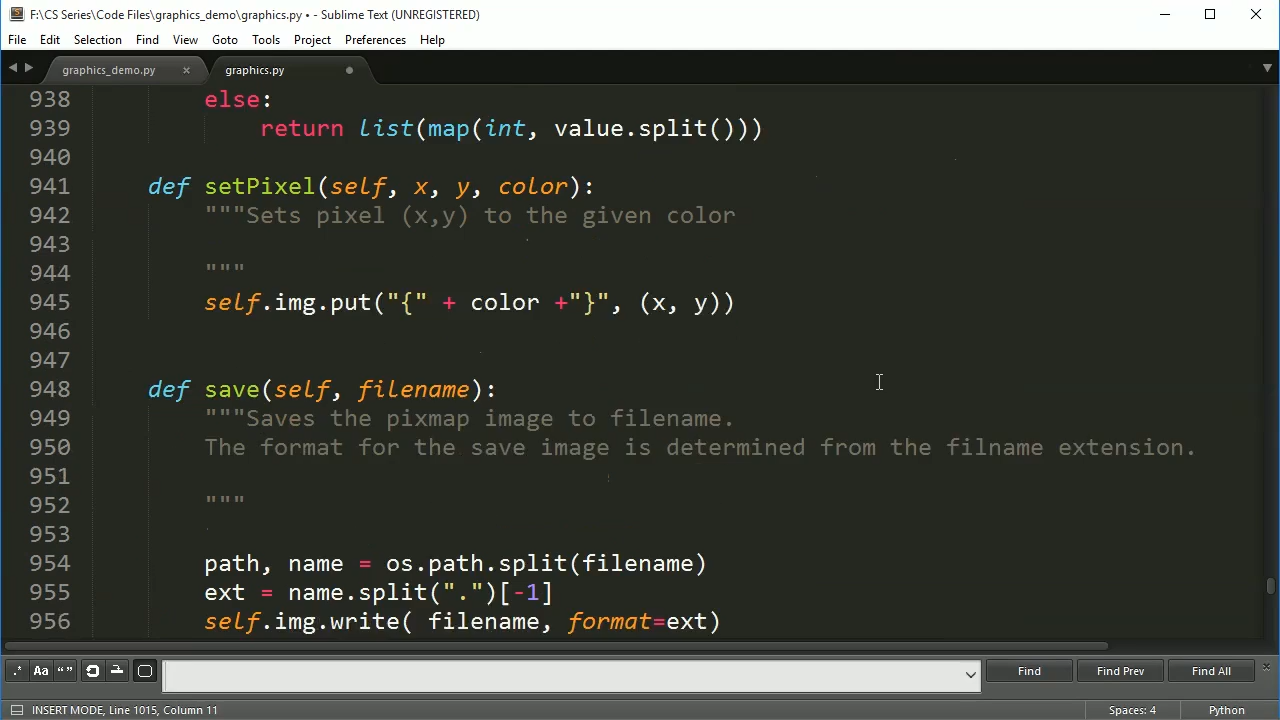 F:\CS Series\Code Files\graphics_demo\graphics.py • - Sublime Text (UNREGISTERED)
File Edit Selection Find View Goto Tools Project Preferences Help
graphics_demo.py × graphics.py
938 else:
939 return list(map(int, value.split()))
940
941 def setPixel(self, x, y, color):
942 """Sets pixel (x,y) to the given color
943
944 """
945 self.img.put("{" + color +"}", (x, y))
946
947
948 def save(self, filename):
949 """Saves the pixmap image to filename.
950 The format for the save image is determined from the filname extension.
951
952 """
953
954 path, name = os.path.split(filename)
955 ext = name.split(".")[-1]
956 self.img.write( filename, format=ext)
.* Aa “” Find Find Prev Find All ×
INSERT MODE, Line 1015, Column 11 Spaces: 4 Python